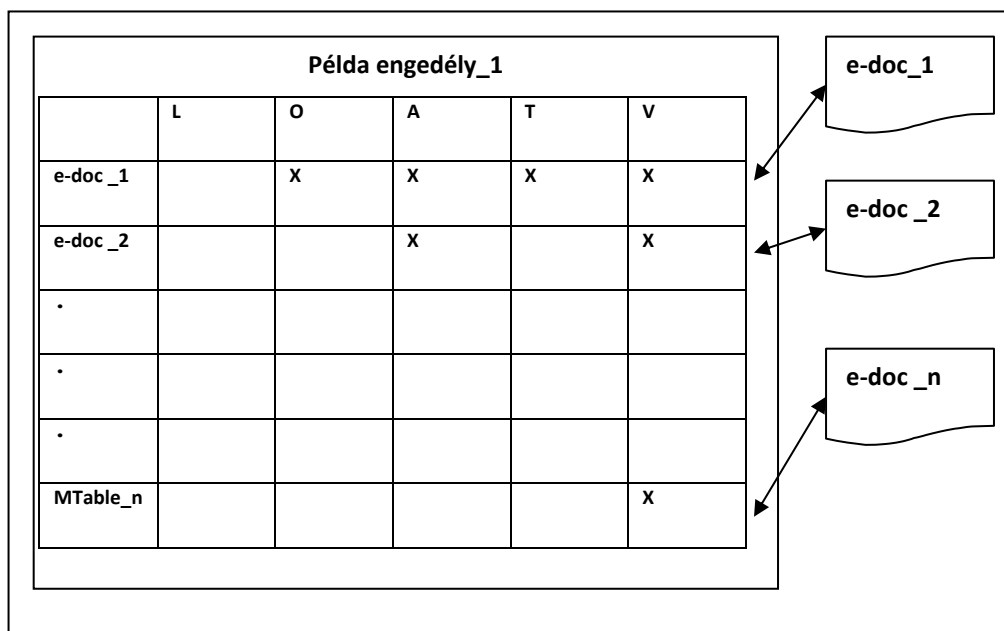 Példa engedély_1
L O A T V
e-doc _1 X X X X
e-doc _2 X X
.
.
.
MTable_n X
e-doc_1
e-doc _2
e-doc _n